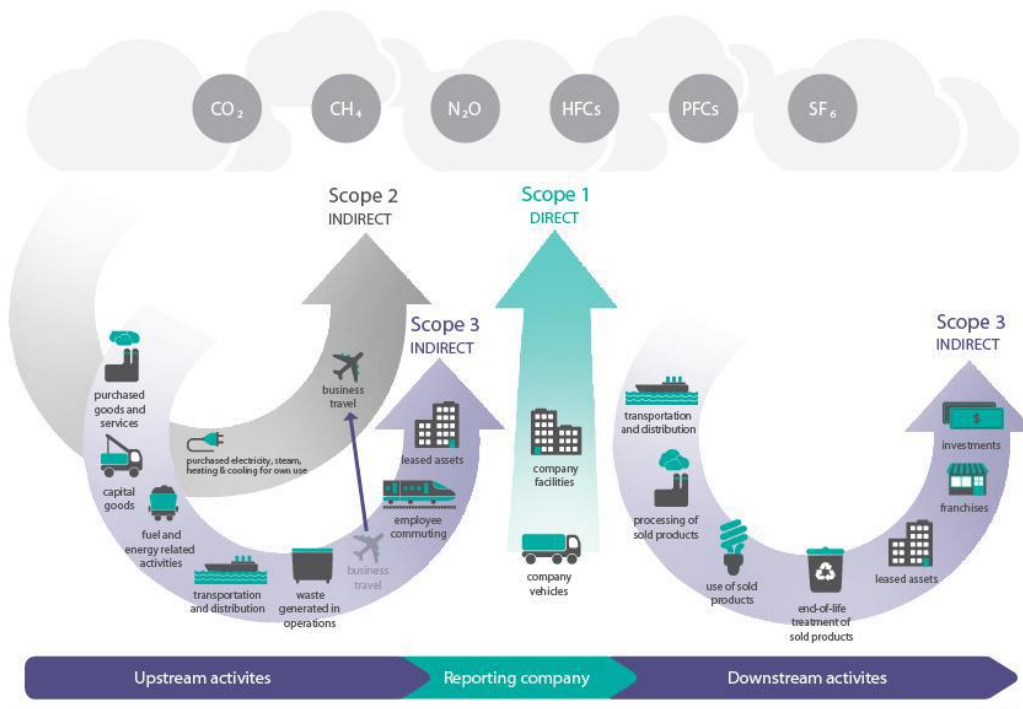 CO₂
CH₄
N₂O
HFCs
PFCs
SF₆
Scope 2
INDIRECT
Scope 1
DIRECT
Scope 3
INDIRECT
Scope 3
INDIRECT
purchased
goods and
services
capital
goods
fuel and
energy related
activities
purchased electricity, steam,
heating & cooling for own use
transportation
and distribution
waste
generated in
operations
business
travel
business
travel
employee
commuting
leased assets
company
facilities
company
vehicles
transportation
and distribution
processing of
sold products
use of sold
products
end-of-life
treatment of
sold products
leased assets
franchises
investments
$
Upstream activites
Reporting company
Downstream activites